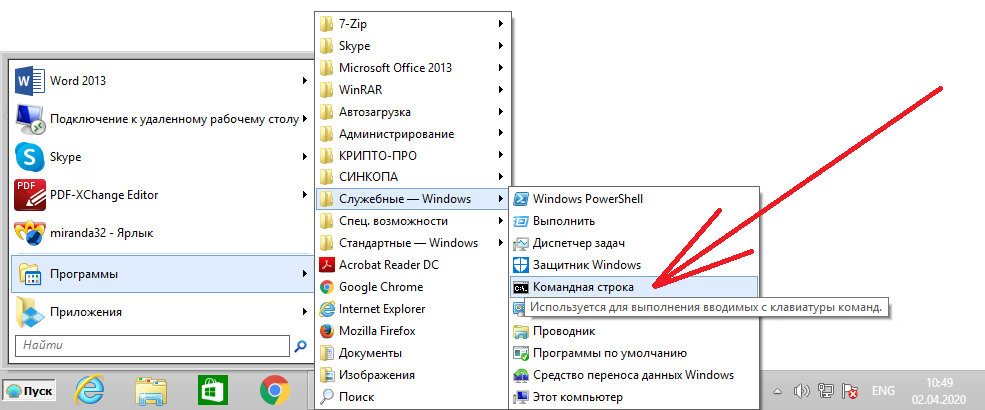 Word 2013
Подключение к удаленному рабочему столу
Skype
PDF
PDF-XChange Editor
miranda32 - Ярлык
Программы
Приложения
Найти
7-Zip
Skype
Microsoft Office 2013
WinRAR
Автозагрузка
Администрирование
КРИПТО-ПРО
СИНКОПА
Служебные — Windows
Спец. возможности
Стандартные — Windows
Acrobat Reader DC
Google Chrome
Internet Explorer
Mozilla Firefox
Документы
Изображения
Поиск
Windows PowerShell
Выполнить
Диспетчер задач
Защитник Windows
C:\.
Командная строка
Используется для выполнения вводимых с клавиатуры команд.
Проводник
Программы по умолчанию
Средство переноса данных Windows
Этот компьютер
Пуск
ENG
10:49
02.04.2020